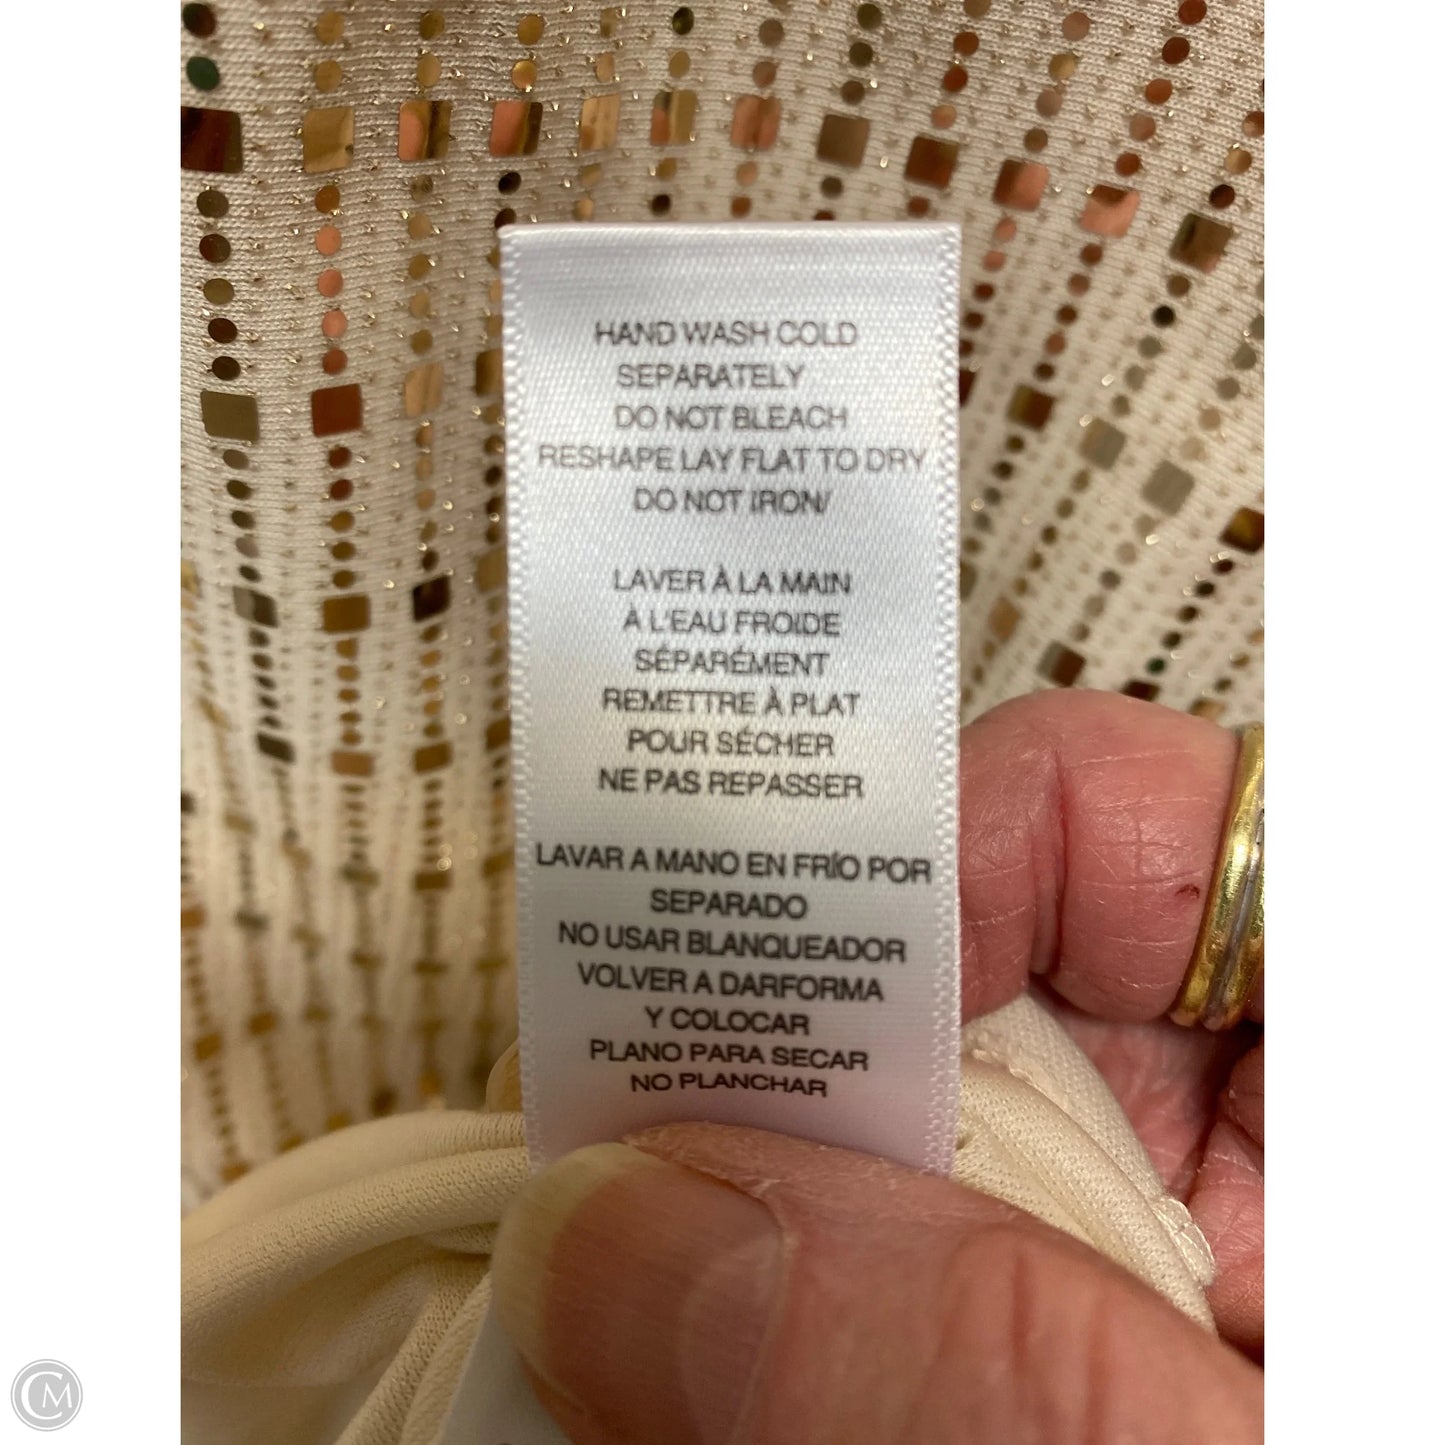 HAND WASH COLD
SEPARATELY
DO NOT BLEACH
RESHAPE LAY FLAT TO DRY
DO NOT IRON/
LAVER À LA MAIN
À L'EAU FROIDE
SÉPARÉMENT
REMETTRE À PLAT
POUR SÉCHER
NE PAS REPASSER
LAVAR A MANO EN FRÍO POR
SEPARADO
NO USAR BLANQUEADOR
VOLVER A DARFORMA
Y COLOCAR
PLANO PARA SECAR
NO PLANCHAR
CM